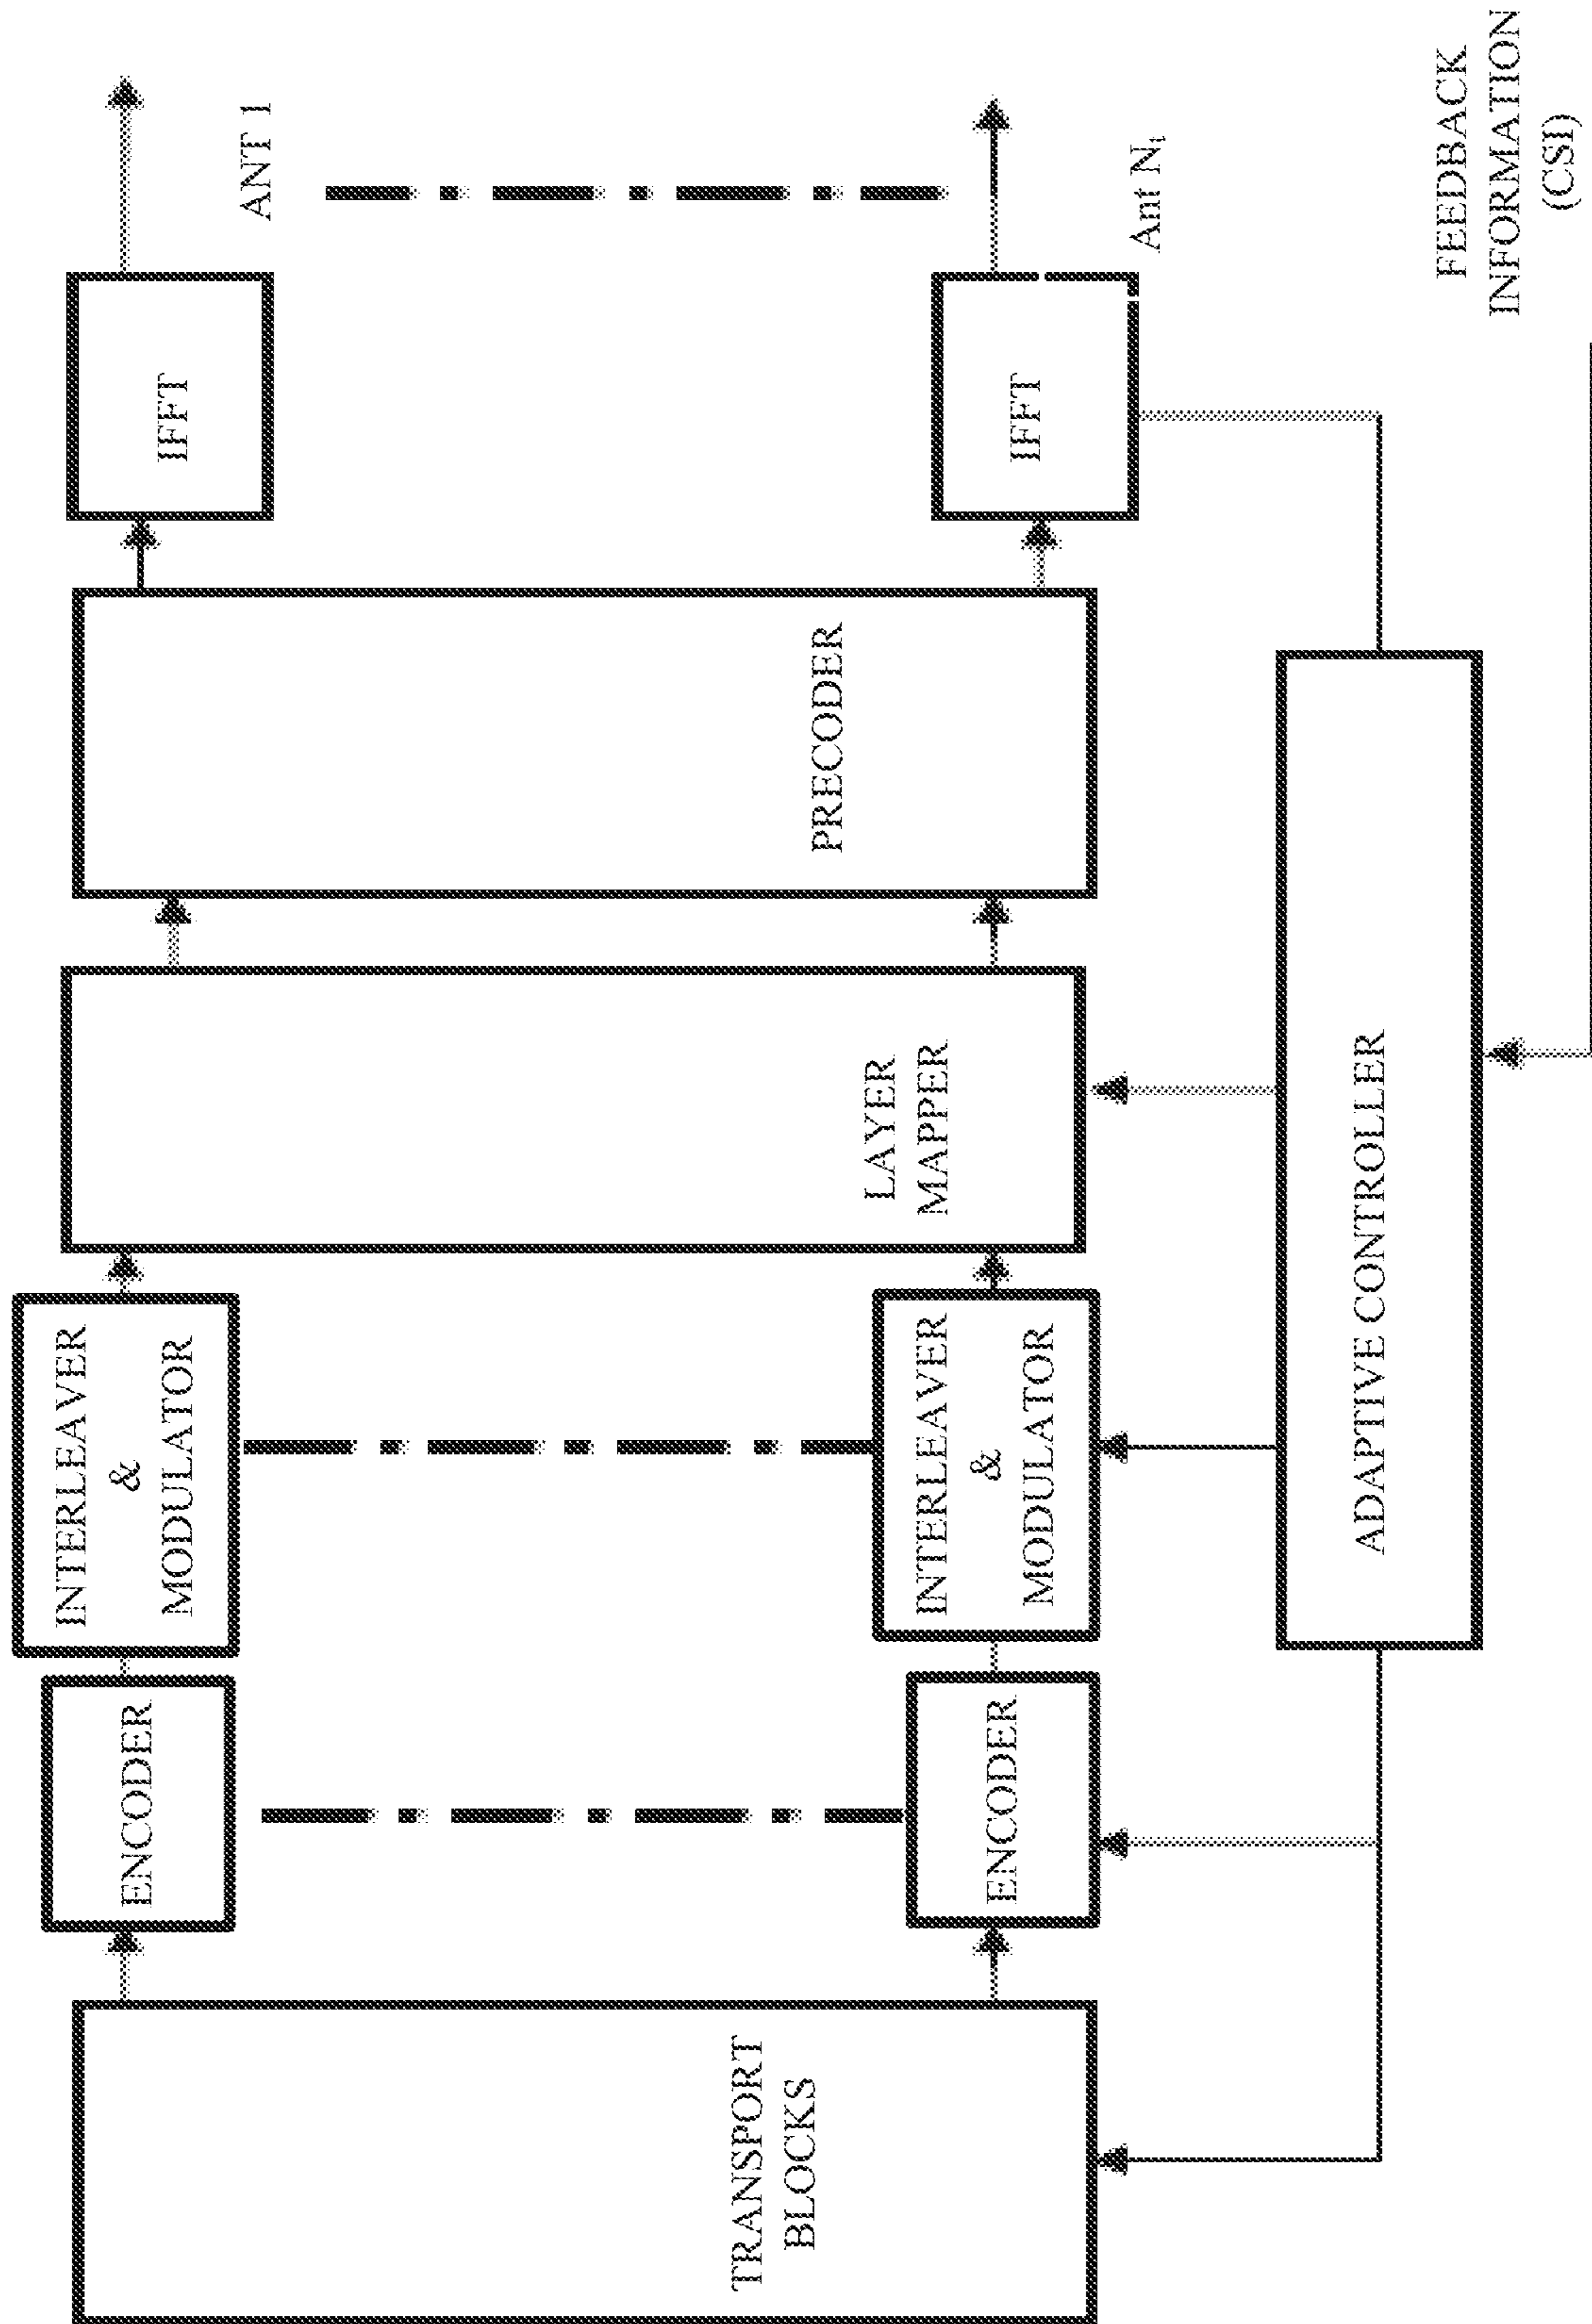 TRANSPORT
BLOCKS
ENCODER
ENCODER
INTERLEAVER
&
MODULATOR
INTERLEAVER
&
MODULATOR
LAYER
MAPPER
PRECODER
IFFT
IFFT
ANT 1
Ant Nt
ADAPTIVE CONTROLLER
FEEDBACK
INFORMATION
(CSI)